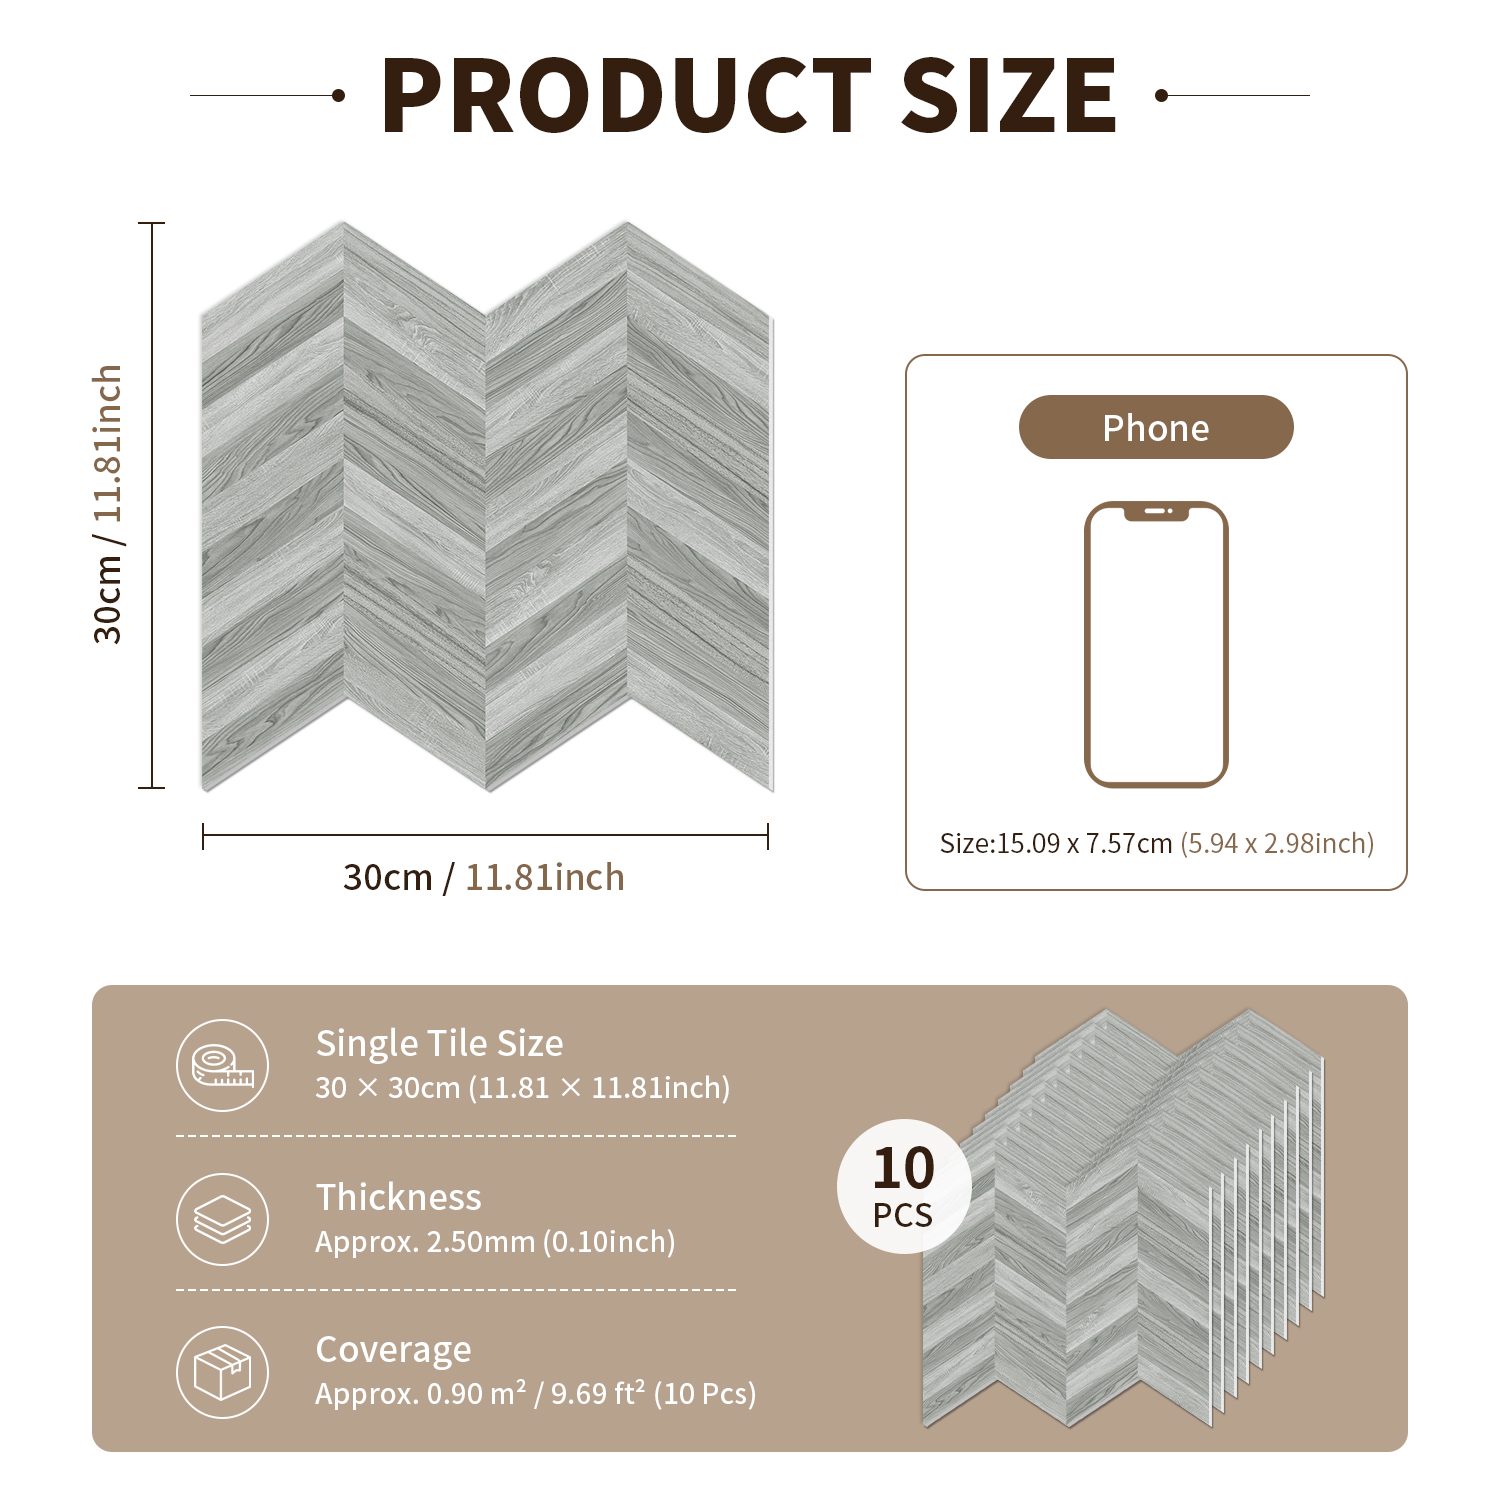 PRODUCT SIZE
30cm / 11.81inch
30cm / 11.81inch
Phone
Size:15.09 x 7.57cm (5.94 x 2.98inch)
Single Tile Size
30 × 30cm (11.81 × 11.81inch)
Thickness
Approx. 2.50mm (0.10inch)
Coverage
Approx. 0.90 m² / 9.69 ft² (10 Pcs)
10
PCS